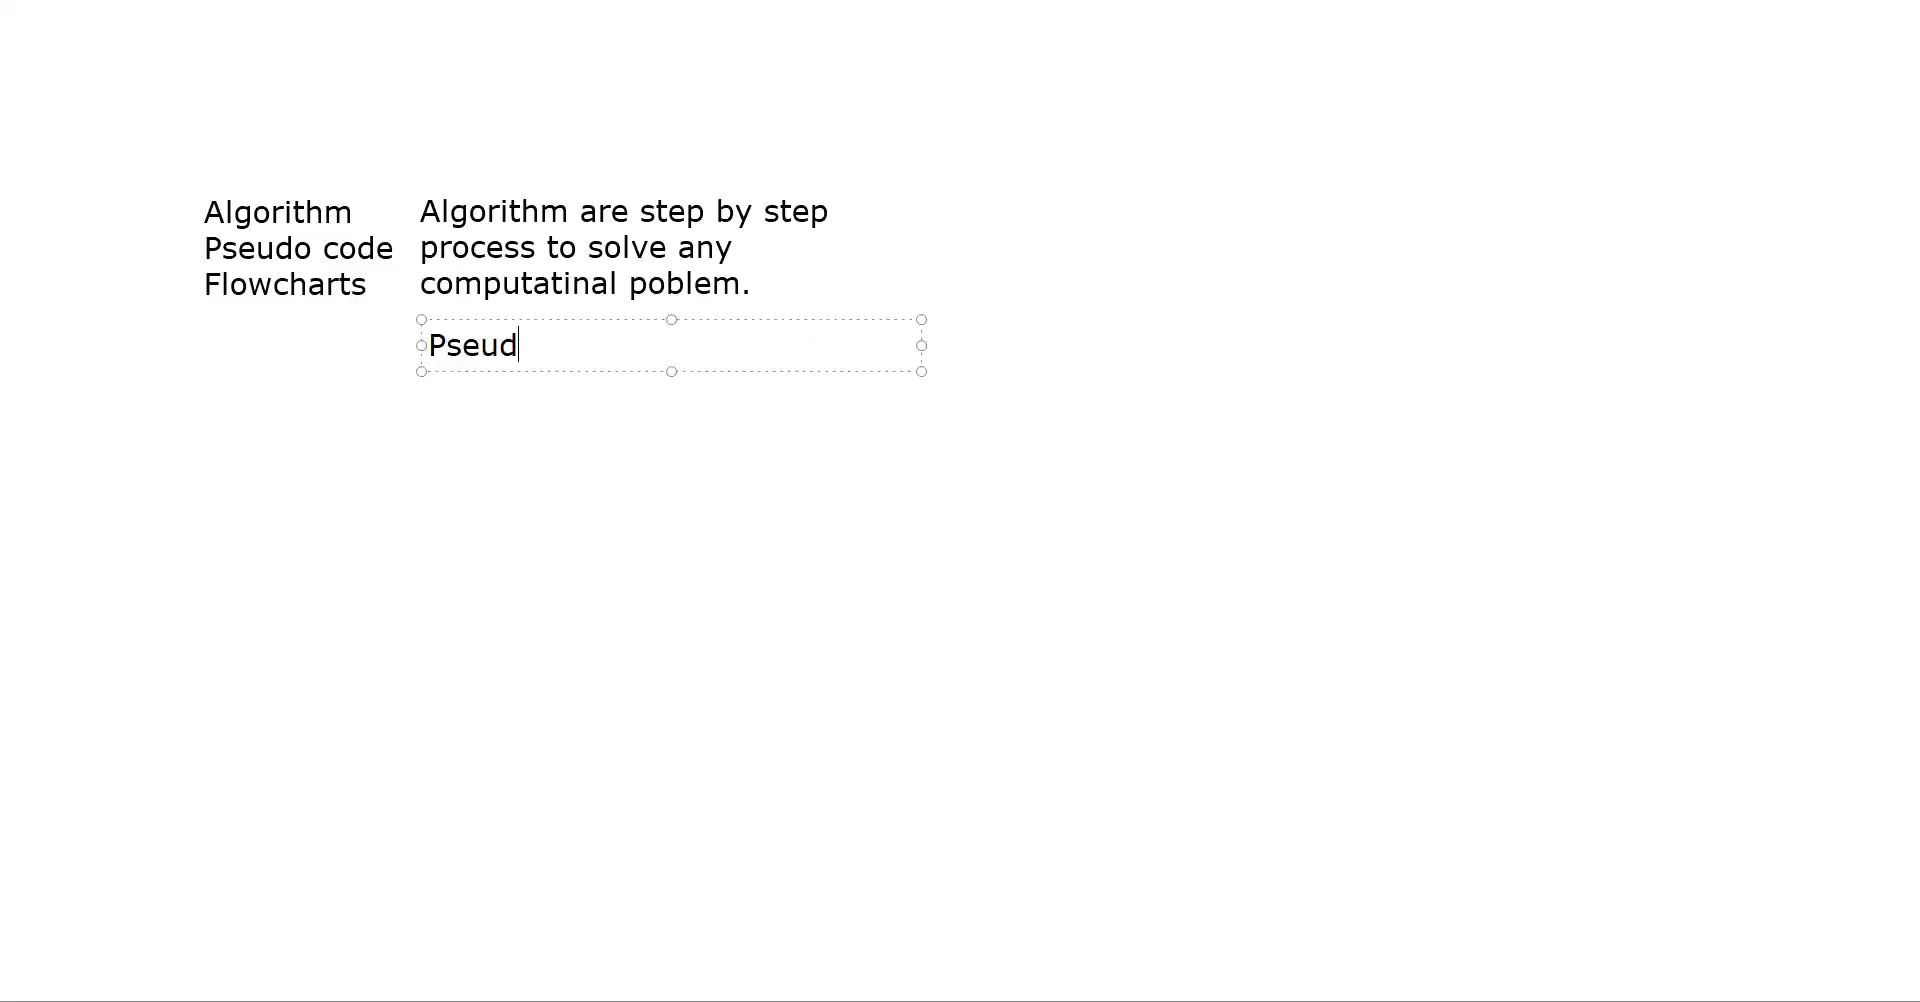 Algorithm
Pseudo code
Flowcharts
Algorithm are step by step
process to solve any
computatinal poblem.
Pseud